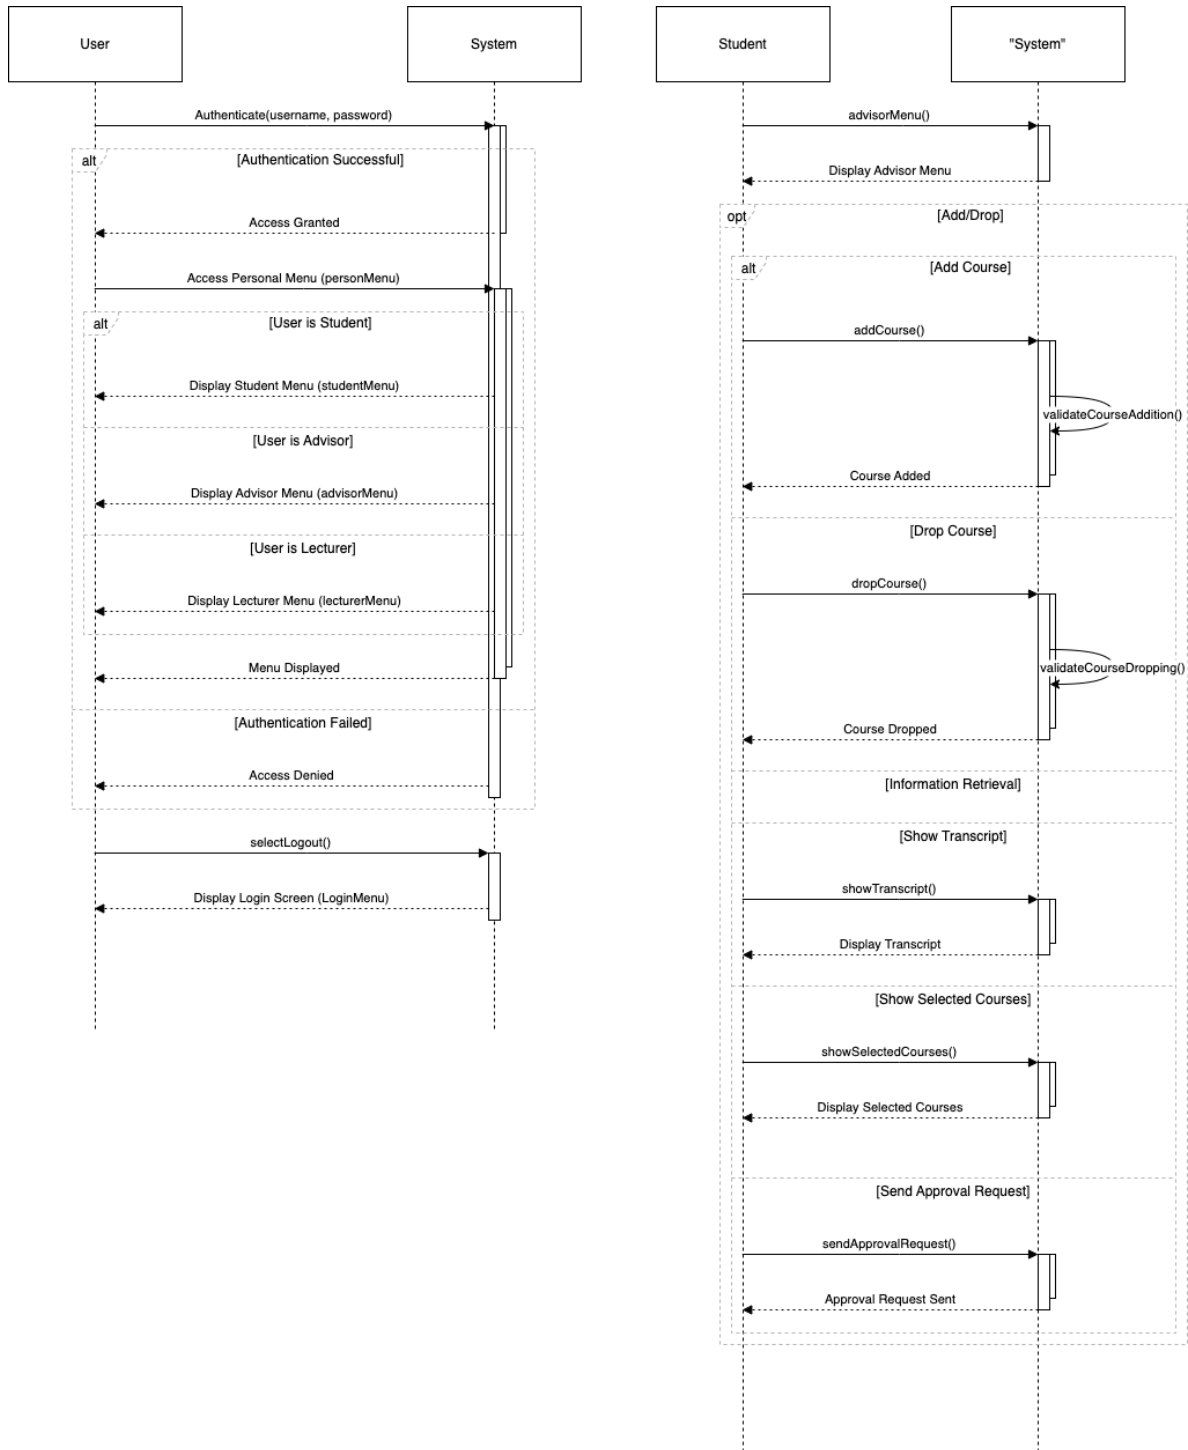 User
System
Authenticate(username, password)
alt
[Authentication Successful]
Access Granted
Access Personal Menu (personMenu)
alt
[User is Student]
Display Student Menu (studentMenu)
[User is Advisor]
Display Advisor Menu (advisorMenu)
[User is Lecturer]
Display Lecturer Menu (lecturerMenu)
Menu Displayed
[Authentication Failed]
Access Denied
selectLogout()
Display Login Screen (LoginMenu)
Student
"System"
advisorMenu()
Display Advisor Menu
opt
[Add/Drop]
alt
[Add Course]
addCourse()
validateCourseAddition()
Course Added
[Drop Course]
dropCourse()
validateCourseDropping()
Course Dropped
[Information Retrieval]
[Show Transcript]
showTranscript()
Display Transcript
[Show Selected Courses]
showSelectedCourses()
Display Selected Courses
[Send Approval Request]
sendApprovalRequest()
Approval Request Sent